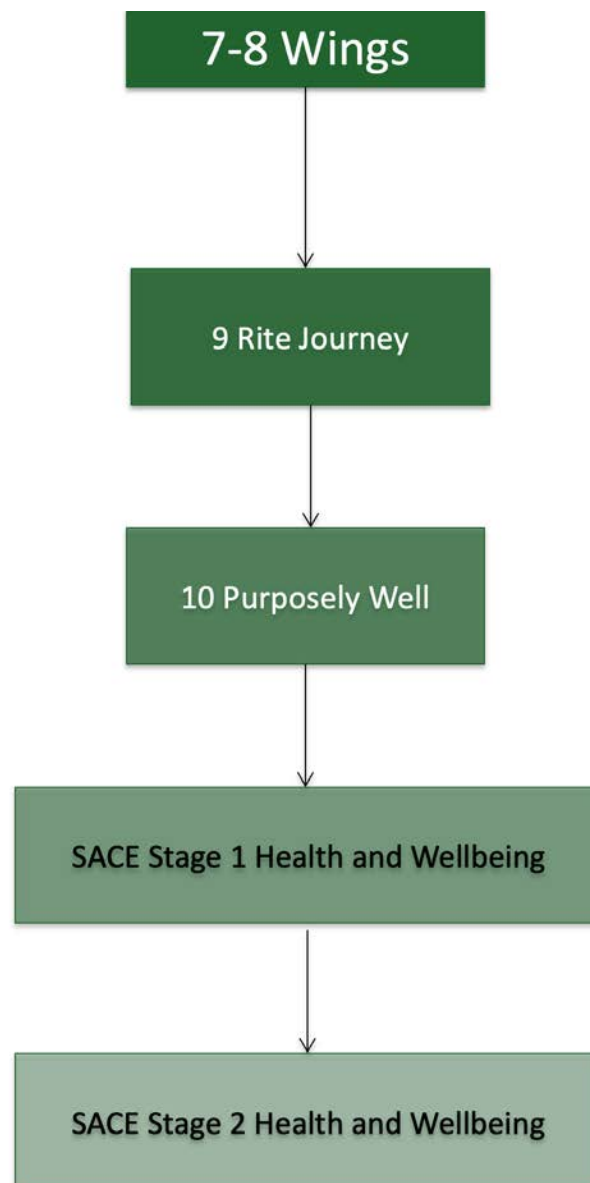 7-8 Wings
9 Rite Journey
10 Purposely Well
SACE Stage 1 Health and Wellbeing
SACE Stage 2 Health and Wellbeing